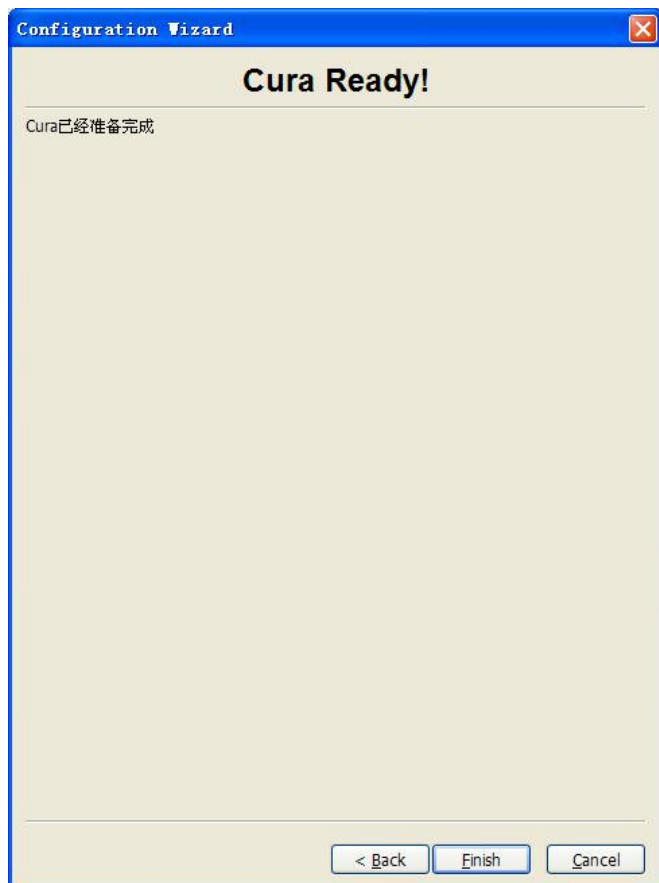 Configuration Wizard
Cura Ready!
Cura已经准备完成
< Back
Finish
Cancel